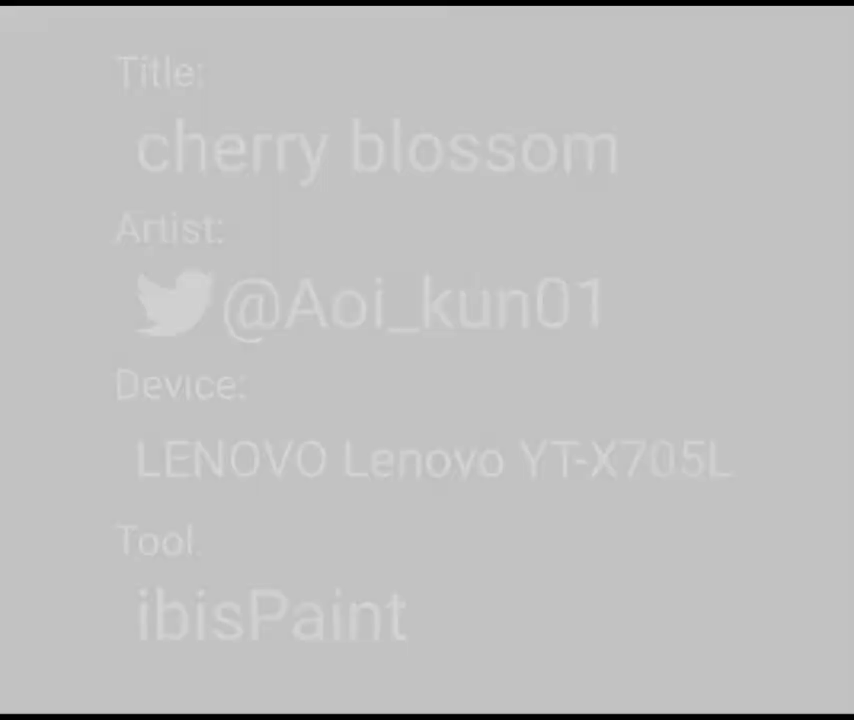 Title:
cherry blossom
Artist:
@Aoi_kun01
Device:
LENOVO Lenovo YT-X705L
Tool.
ibisPaint